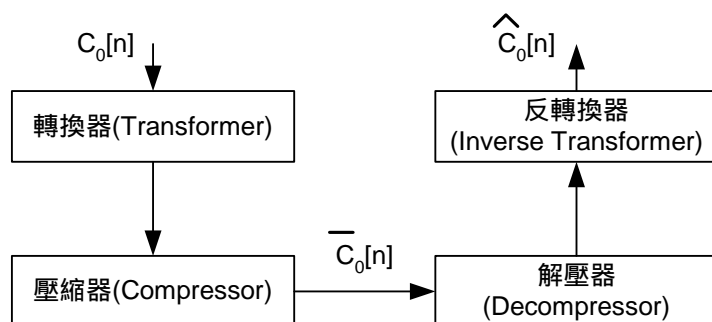 C₀[n]
轉換器(Transformer)
壓縮器(Compressor)
C̅₀[n]
解壓器
(Decompressor)
反轉換器
(Inverse Transformer)
Ĉ₀[n]